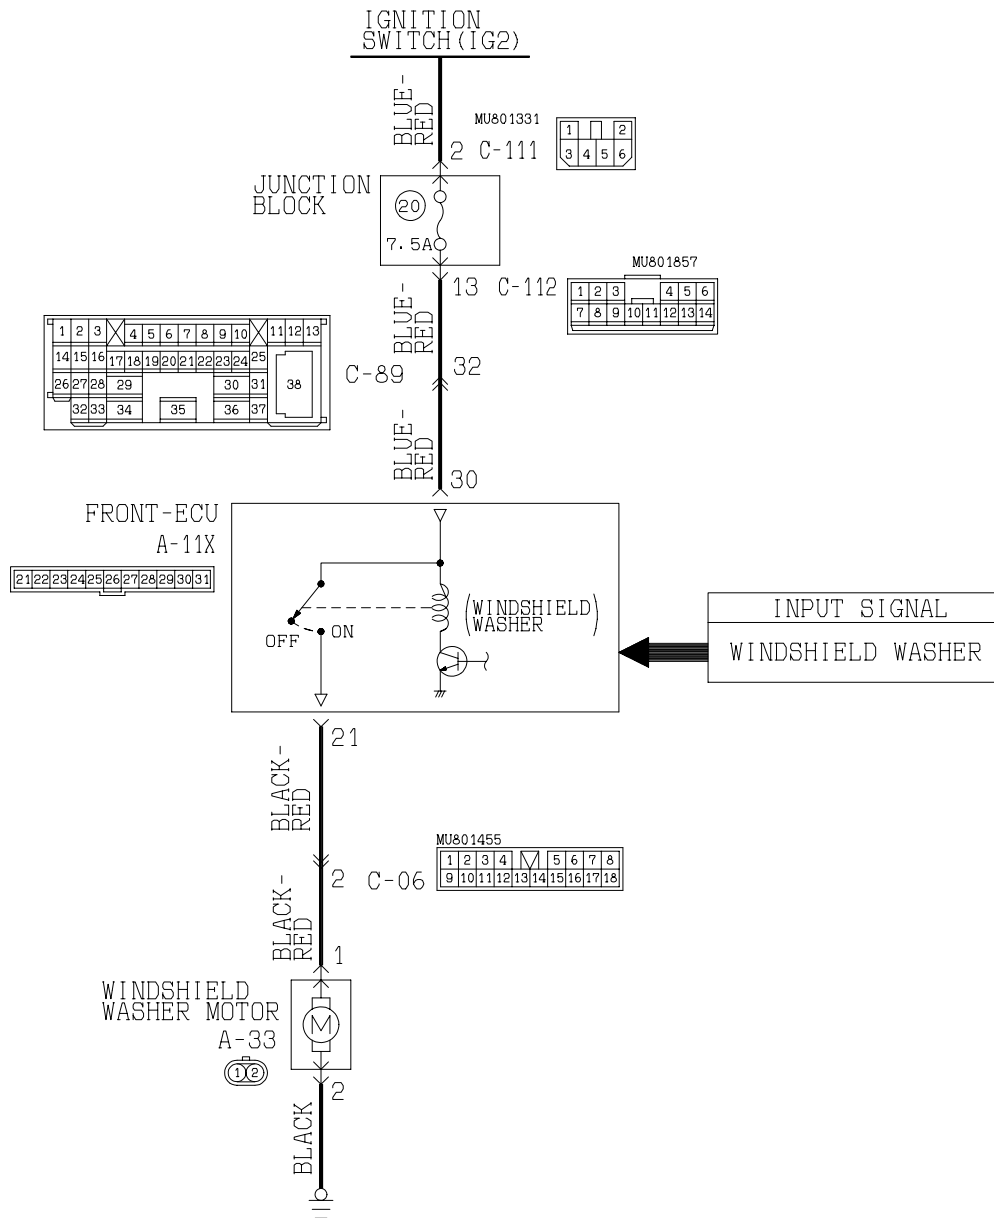 IGNITION
SWITCH(IG2)
BLUE-
RED
MU801331
2 C-111
1 2
3 4 5 6
JUNCTION
BLOCK
20
7.5A
MU801857
13 C-112
1 2 3 4 5 6
7 8 9 10 11 12 13 14
BLUE-
RED
1 2 3 4 5 6 7 8 9 10 11 12 13
14 15 16 17 18 19 20 21 22 23 24 25
26 27 28 29 30 31 38
32 33 34 35 36 37
C-89
32
BLUE-
RED
30
FRONT-ECU
A-11X
21 22 23 24 25 26 27 28 29 30 31
OFF
ON
(WINDSHIELD
WASHER)
INPUT SIGNAL
WINDSHIELD WASHER
21
BLACK-
RED
MU801455
2 C-06
1 2 3 4 5 6 7 8
9 10 11 12 13 14 15 16 17 18
BLACK-
RED
1
WINDSHIELD
WASHER MOTOR
A-33
1 2
M
2
BLACK